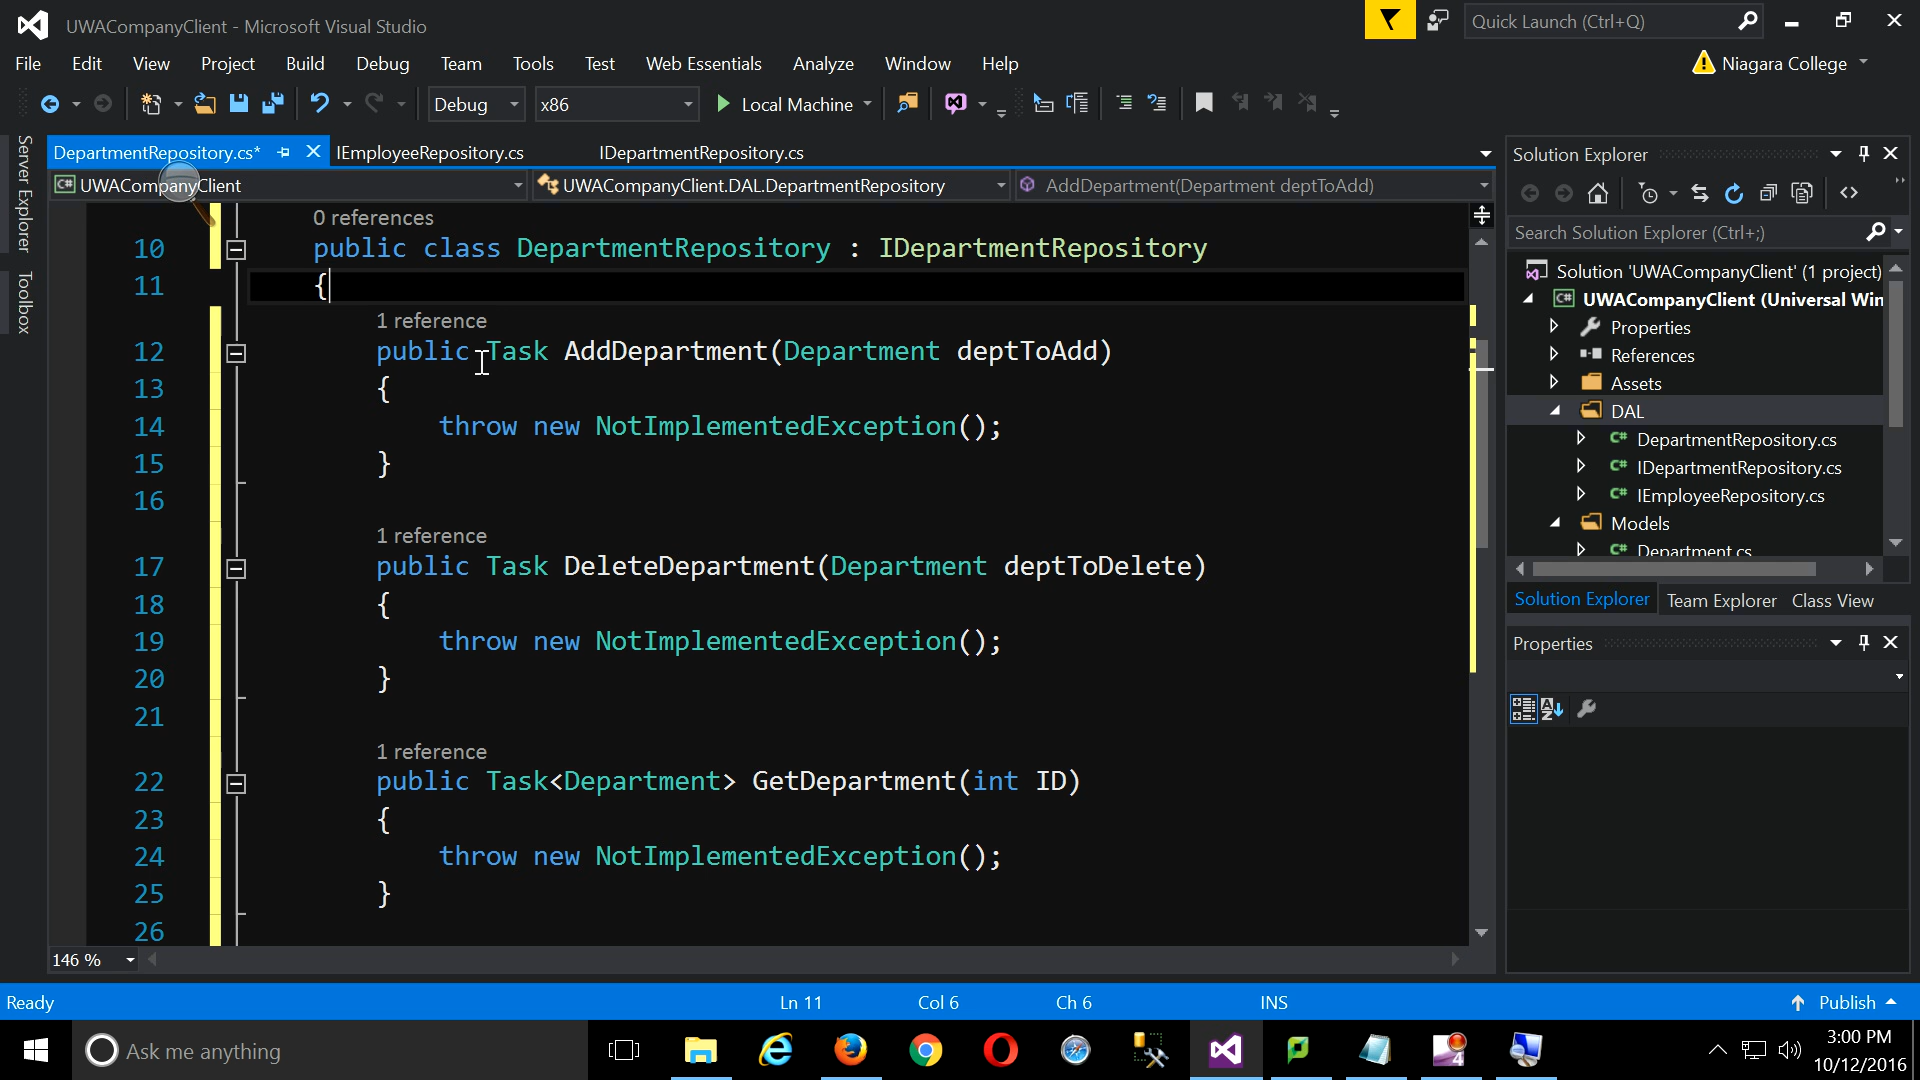 UWACompanyClient - Microsoft Visual Studio
Quick Launch (Ctrl+Q)
File Edit View Project Build Debug Team Tools Test Web Essentials Analyze Window Help
Niagara College
Debug x86 Local Machine
Server Explorer
Toolbox
DepartmentRepository.cs* IEmployeeRepository.cs IDepartmentRepository.cs
UWACompanyClient UWACompanyClient.DAL.DepartmentRepository AddDepartment(Department deptToAdd)
0 references
10 public class DepartmentRepository : IDepartmentRepository
11 {
1 reference
12 public Task AddDepartment(Department deptToAdd)
13 {
14 throw new NotImplementedException();
15 }
16
1 reference
17 public Task DeleteDepartment(Department deptToDelete)
18 {
19 throw new NotImplementedException();
20 }
21
1 reference
22 public Task<Department> GetDepartment(int ID)
23 {
24 throw new NotImplementedException();
25 }
26
146 %
Solution Explorer
Search Solution Explorer (Ctrl+;)
Solution 'UWACompanyClient' (1 project)
UWACompanyClient (Universal Win
Properties
References
Assets
DAL
DepartmentRepository.cs
IDepartmentRepository.cs
IEmployeeRepository.cs
Models
Department.cs
Solution Explorer Team Explorer Class View
Properties
Ready Ln 11 Col 6 Ch 6 INS Publish
Ask me anything
4
3:00 PM
10/12/2016